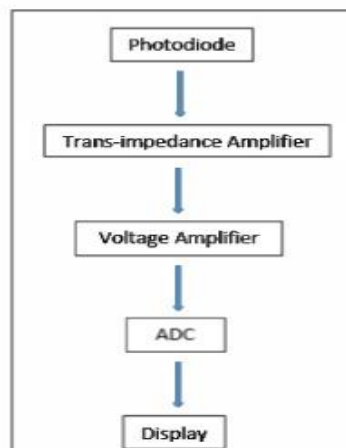 Photodiode
Trans-impedance Amplifier
Voltage Amplifier
ADC
Display